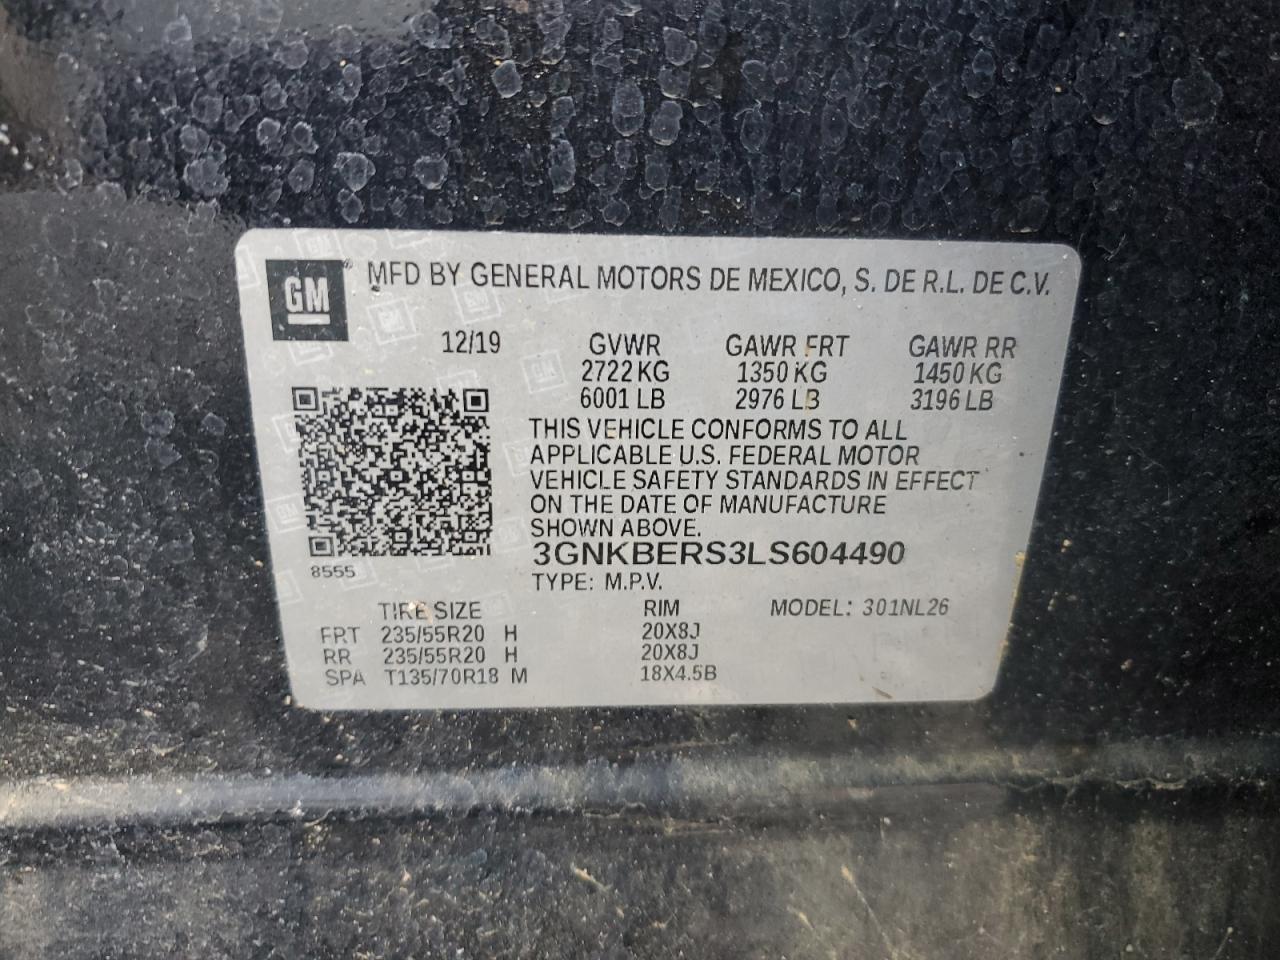 GM® MFD BY GENERAL MOTORS DE MEXICO, S. DE R.L. DE C.V.
12/19 GVWR GAWR FRT GAWR RR
2722 KG 1350 KG 1450 KG
6001 LB 2976 LB 3196 LB
THIS VEHICLE CONFORMS TO ALL
APPLICABLE U.S. FEDERAL MOTOR
VEHICLE SAFETY STANDARDS IN EFFECT
ON THE DATE OF MANUFACTURE
SHOWN ABOVE.
3GNKBERS3LS604490
8555
TYPE: M.P.V.
TIRE SIZE RIM MODEL: 301NL26
FRT 235/55R20 H 20X8J
RR 235/55R20 H 20X8J
SPA T135/70R18 M 18X4.5B